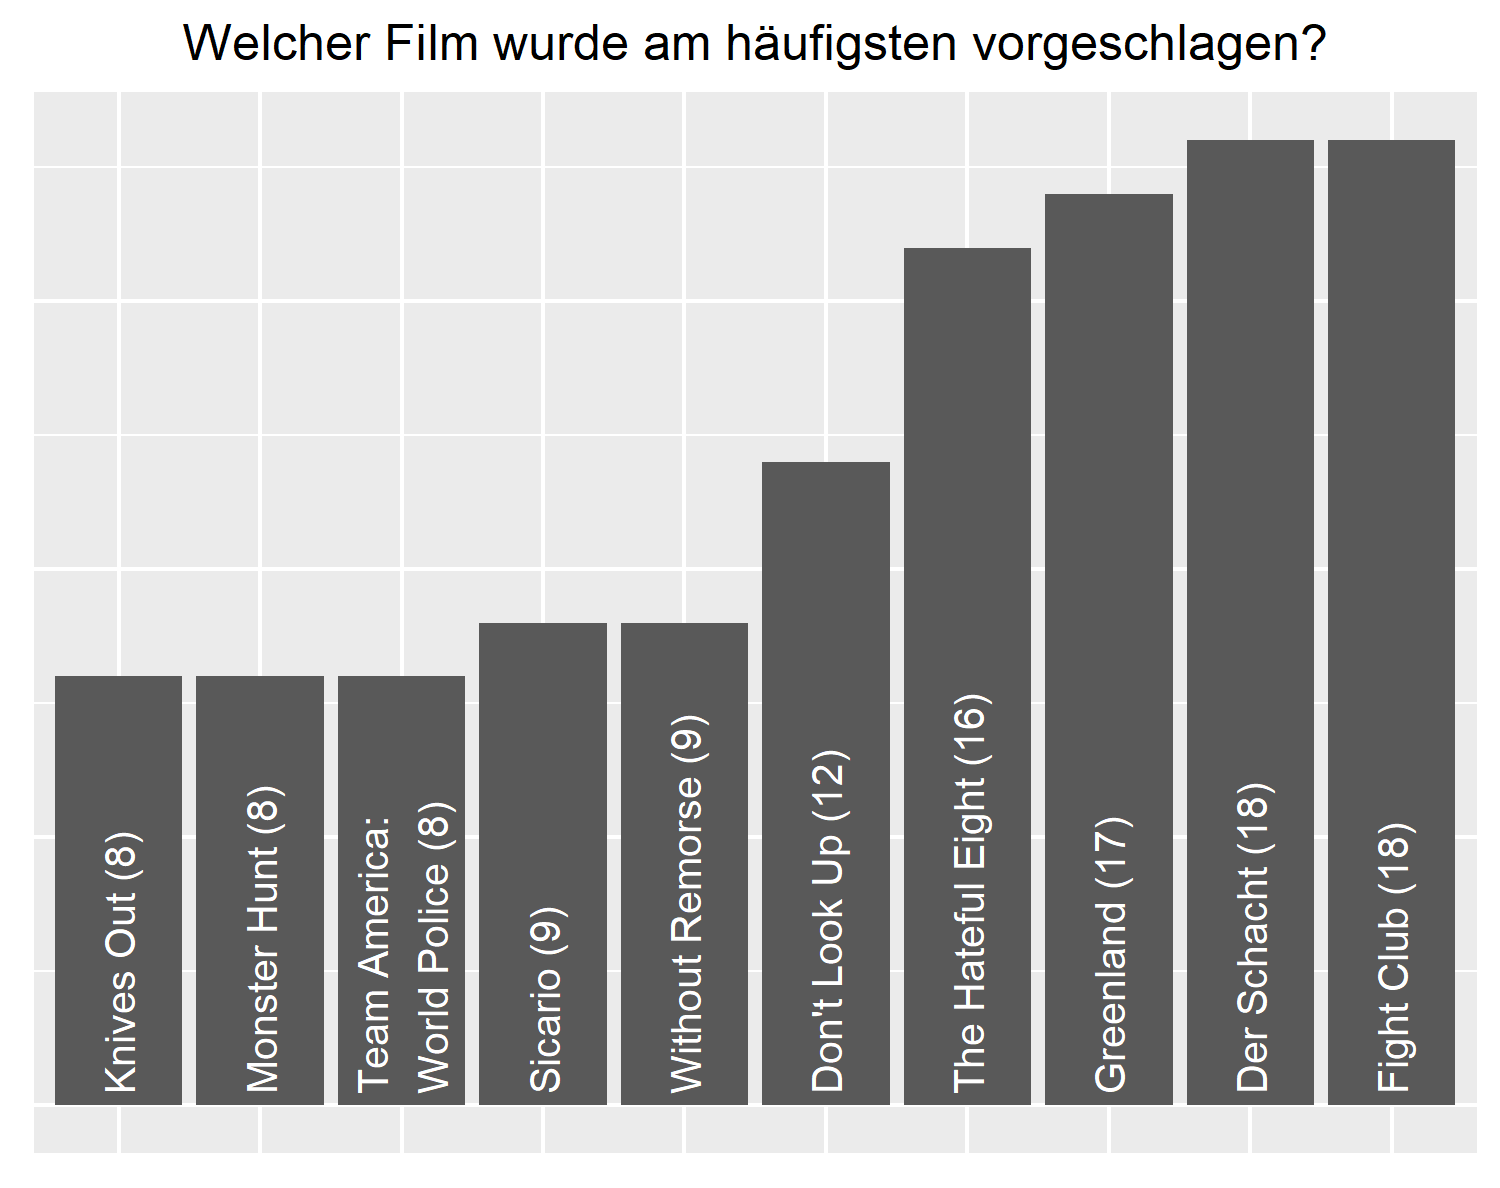 Welcher Film wurde am häufigsten vorgeschlagen?
Knives Out (8)
Monster Hunt (8)
Team America:
World Police (8)
Sicario (9)
Without Remorse (9)
Don't Look Up (12)
The Hateful Eight (16)
Greenland (17)
Der Schacht (18)
Fight Club (18)